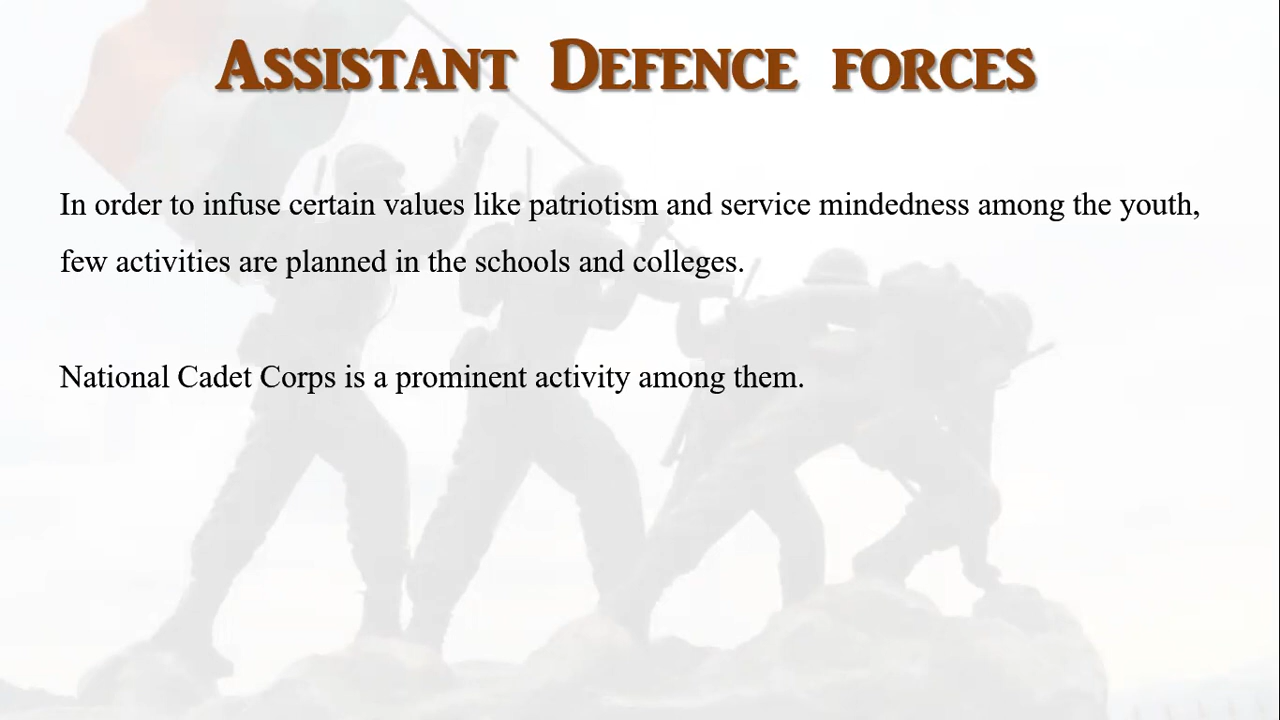 Assistant Defence forces
In order to infuse certain values like patriotism and service mindedness among the youth,
few activities are planned in the schools and colleges.
National Cadet Corps is a prominent activity among them.